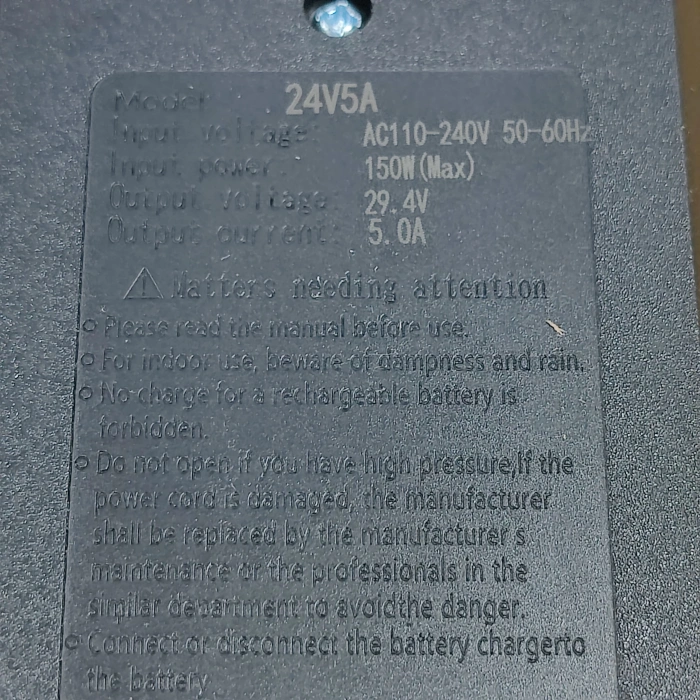 Model 24V5A
Input voltage: AC110-240V 50-60Hz
Input power: 150W(Max)
Output voltage: 29.4V
Output current: 5.0A
Matters needing attention
Please read the manual before use.
For indoor use, beware of dampness and rain.
No charge for a rechargeable battery is
forbidden.
Do not open if you have high pressure,If the
power cord is damaged, the manufacturer
shall be replaced by the manufacturer s
maintenance or the professionals in the
similar department to avoidthe danger.
Connect or disconnect the battery chargerto
the battery